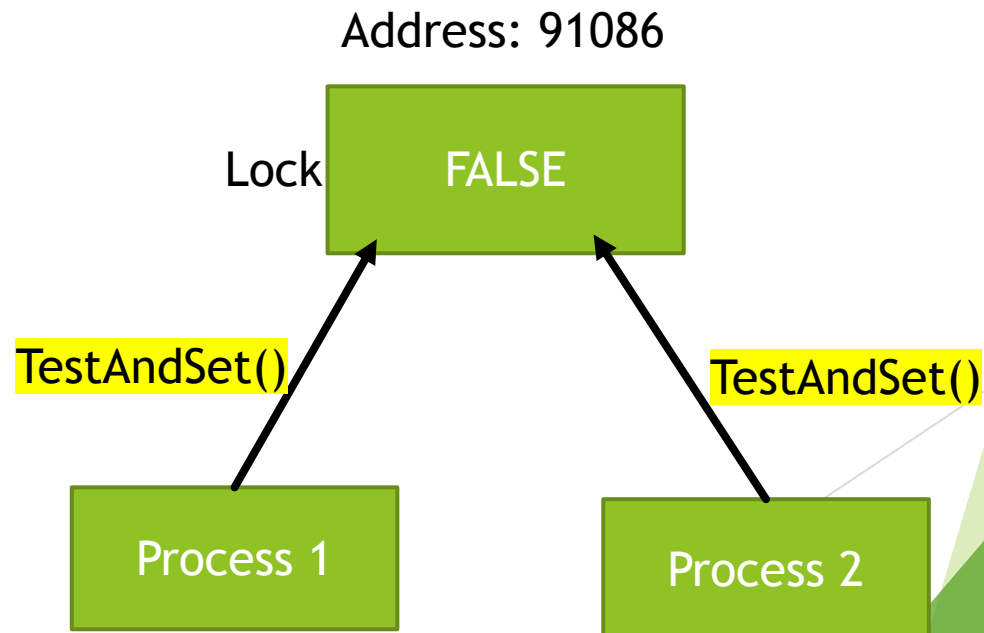 Address: 91086
Lock
FALSE
TestAndSet()
TestAndSet()
Process 1
Process 2